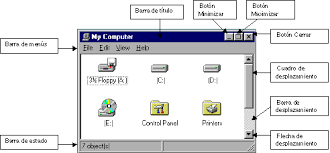 Barra de título
Botón
Minimizar
Botón
Maximizar
Botón Cerrar
Barra de menús
My Computer
File Edit View Help
Cuadro de
desplazamiento
3½ Floppy (A:)
(C:)
(D:)
Barra de
desplazamiento
(E:)
Control Panel
Printers
Barra de estado
7 object(s)
Flecha de
desplazamiento